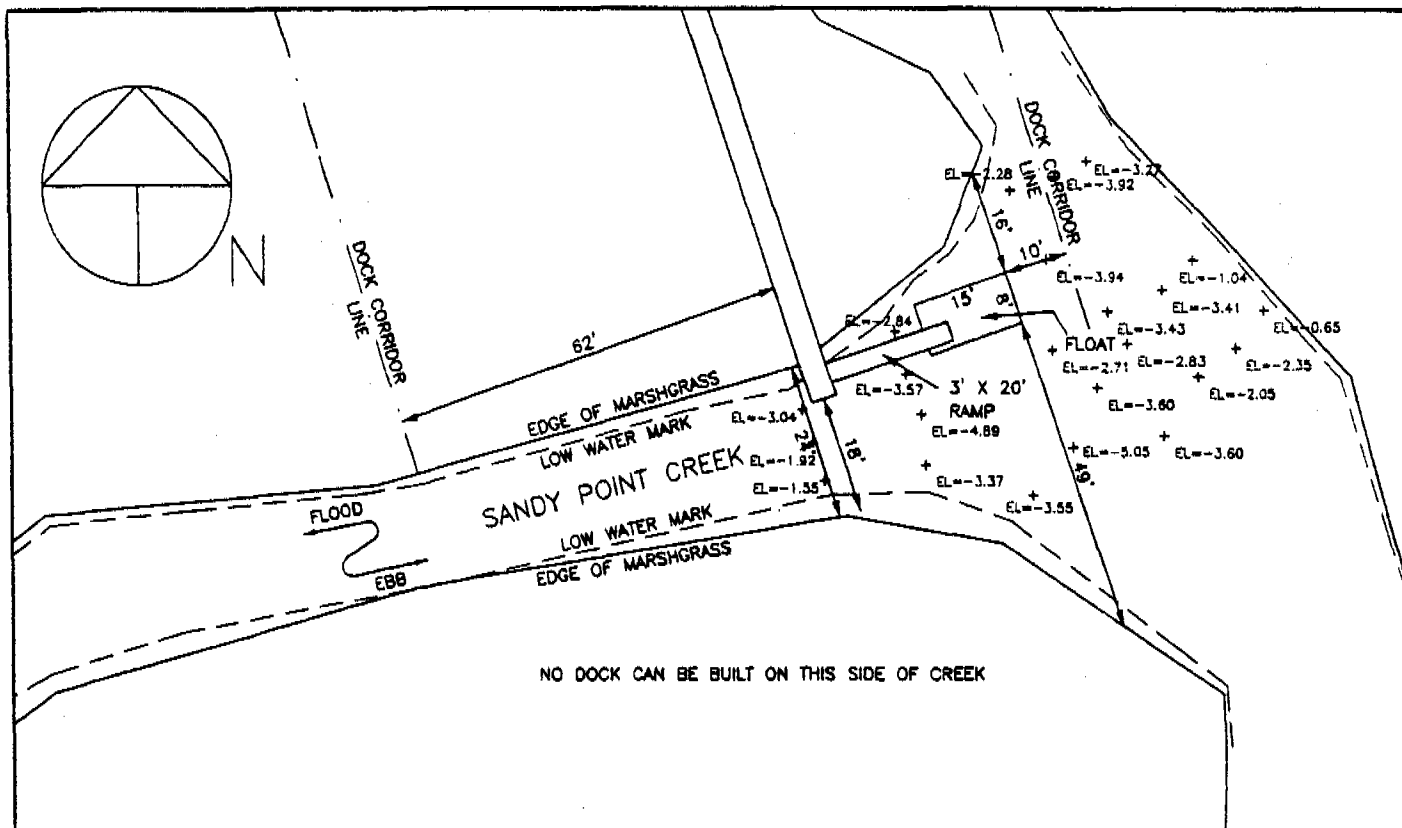 N
DOCK CORRIDOR
LINE
DOCK CORRIDOR
LINE
EL=-2.28
EL=-3.27
EL=-3.92
16'
10'
62'
15'
8'
EL=-3.94
EL=-1.04
EL=-3.41
EL=-0.65
EL=-3.43
EL=-2.84
FLOAT
EL=-2.83
EL=-2.35
EL=-2.71
EL=-2.05
EL=-3.57
3' X 20'
RAMP
EL=-3.60
EDGE OF MARSHGRASS
LOW WATER MARK
EL=-3.04
EL=-4.89
24'
18'
EL=-5.05
EL=-3.60
SANDY POINT CREEK
EL=-1.92
EL=-1.55
EL=-3.37
49'
EL=-3.55
FLOOD
EBB
LOW WATER MARK
EDGE OF MARSHGRASS
NO DOCK CAN BE BUILT ON THIS SIDE OF CREEK